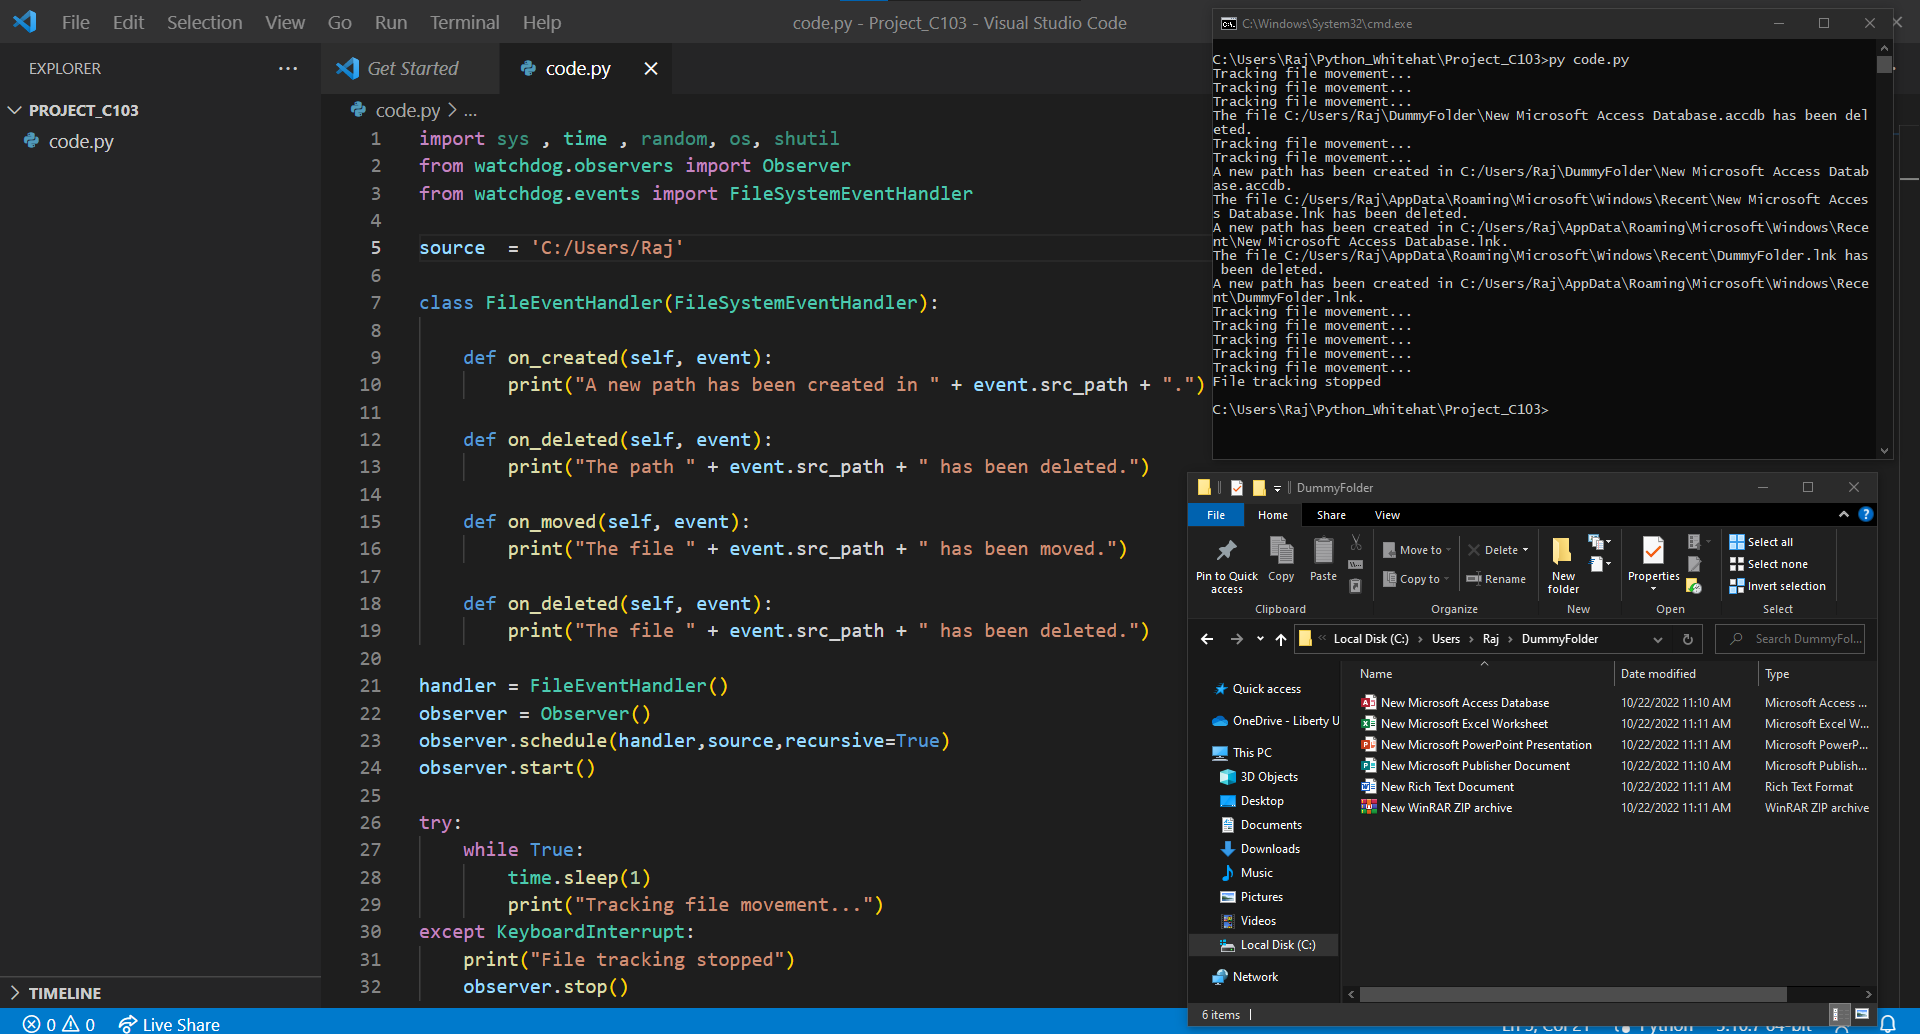 File Edit Selection View Go Run Terminal Help
code.py - Project_C103 - Visual Studio Code
EXPLORER ...
PROJECT_C103
code.py
TIMELINE
Get Started
code.py
code.py > ...
1 import sys , time , random, os, shutil
2 from watchdog.observers import Observer
3 from watchdog.events import FileSystemEventHandler
4
5 source  = 'C:/Users/Raj'
6
7 class FileEventHandler(FileSystemEventHandler):
8
9     def on_created(self, event):
10         print("A new path has been created in " + event.src_path + ".")
11
12     def on_deleted(self, event):
13         print("The path " + event.src_path + " has been deleted.")
14
15     def on_moved(self, event):
16         print("The file " + event.src_path + " has been moved.")
17
18     def on_deleted(self, event):
19         print("The file " + event.src_path + " has been deleted.")
20
21 handler = FileEventHandler()
22 observer = Observer()
23 observer.schedule(handler,source,recursive=True)
24 observer.start()
25
26 try:
27     while True:
28         time.sleep(1)
29         print("Tracking file movement...")
30 except KeyboardInterrupt:
31     print("File tracking stopped")
32     observer.stop()
C:\Windows\System32\cmd.exe
C:\Users\Raj\Python_Whitehat\Project_C103>py code.py
Tracking file movement...
Tracking file movement...
Tracking file movement...
The file C:/Users/Raj\DummyFolder\New Microsoft Access Database.accdb has been del
eted.
Tracking file movement...
Tracking file movement...
A new path has been created in C:/Users/Raj\DummyFolder\New Microsoft Access Datab
ase.accdb.
The file C:/Users/Raj\AppData\Roaming\Microsoft\Windows\Recent\New Microsoft Acces
s Database.lnk has been deleted.
A new path has been created in C:/Users/Raj\AppData\Roaming\Microsoft\Windows\Rece
nt\New Microsoft Access Database.lnk.
The file C:/Users/Raj\AppData\Roaming\Microsoft\Windows\Recent\DummyFolder.lnk has
 been deleted.
A new path has been created in C:/Users/Raj\AppData\Roaming\Microsoft\Windows\Rece
nt\DummyFolder.lnk.
Tracking file movement...
Tracking file movement...
Tracking file movement...
Tracking file movement...
Tracking file movement...
File tracking stopped
C:\Users\Raj\Python_Whitehat\Project_C103>
DummyFolder
File Home Share View
Pin to Quick access
Copy
Paste
Clipboard
Move to
Copy to
Delete
Rename
Organize
New folder
New
Properties
Open
Select all
Select none
Invert selection
Select
Local Disk (C:) > Users > Raj > DummyFolder
Search DummyFol...
Quick access
OneDrive - Liberty U
This PC
3D Objects
Desktop
Documents
Downloads
Music
Pictures
Videos
Local Disk (C:)
Network
Name Date modified Type
New Microsoft Access Database 10/22/2022 11:10 AM Microsoft Access ...
New Microsoft Excel Worksheet 10/22/2022 11:11 AM Microsoft Excel W...
New Microsoft PowerPoint Presentation 10/22/2022 11:11 AM Microsoft PowerP...
New Microsoft Publisher Document 10/22/2022 11:10 AM Microsoft Publish...
New Rich Text Document 10/22/2022 11:11 AM Rich Text Format
New WinRAR ZIP archive 10/22/2022 11:11 AM WinRAR ZIP archive
6 items
0 0 Live Share
Python